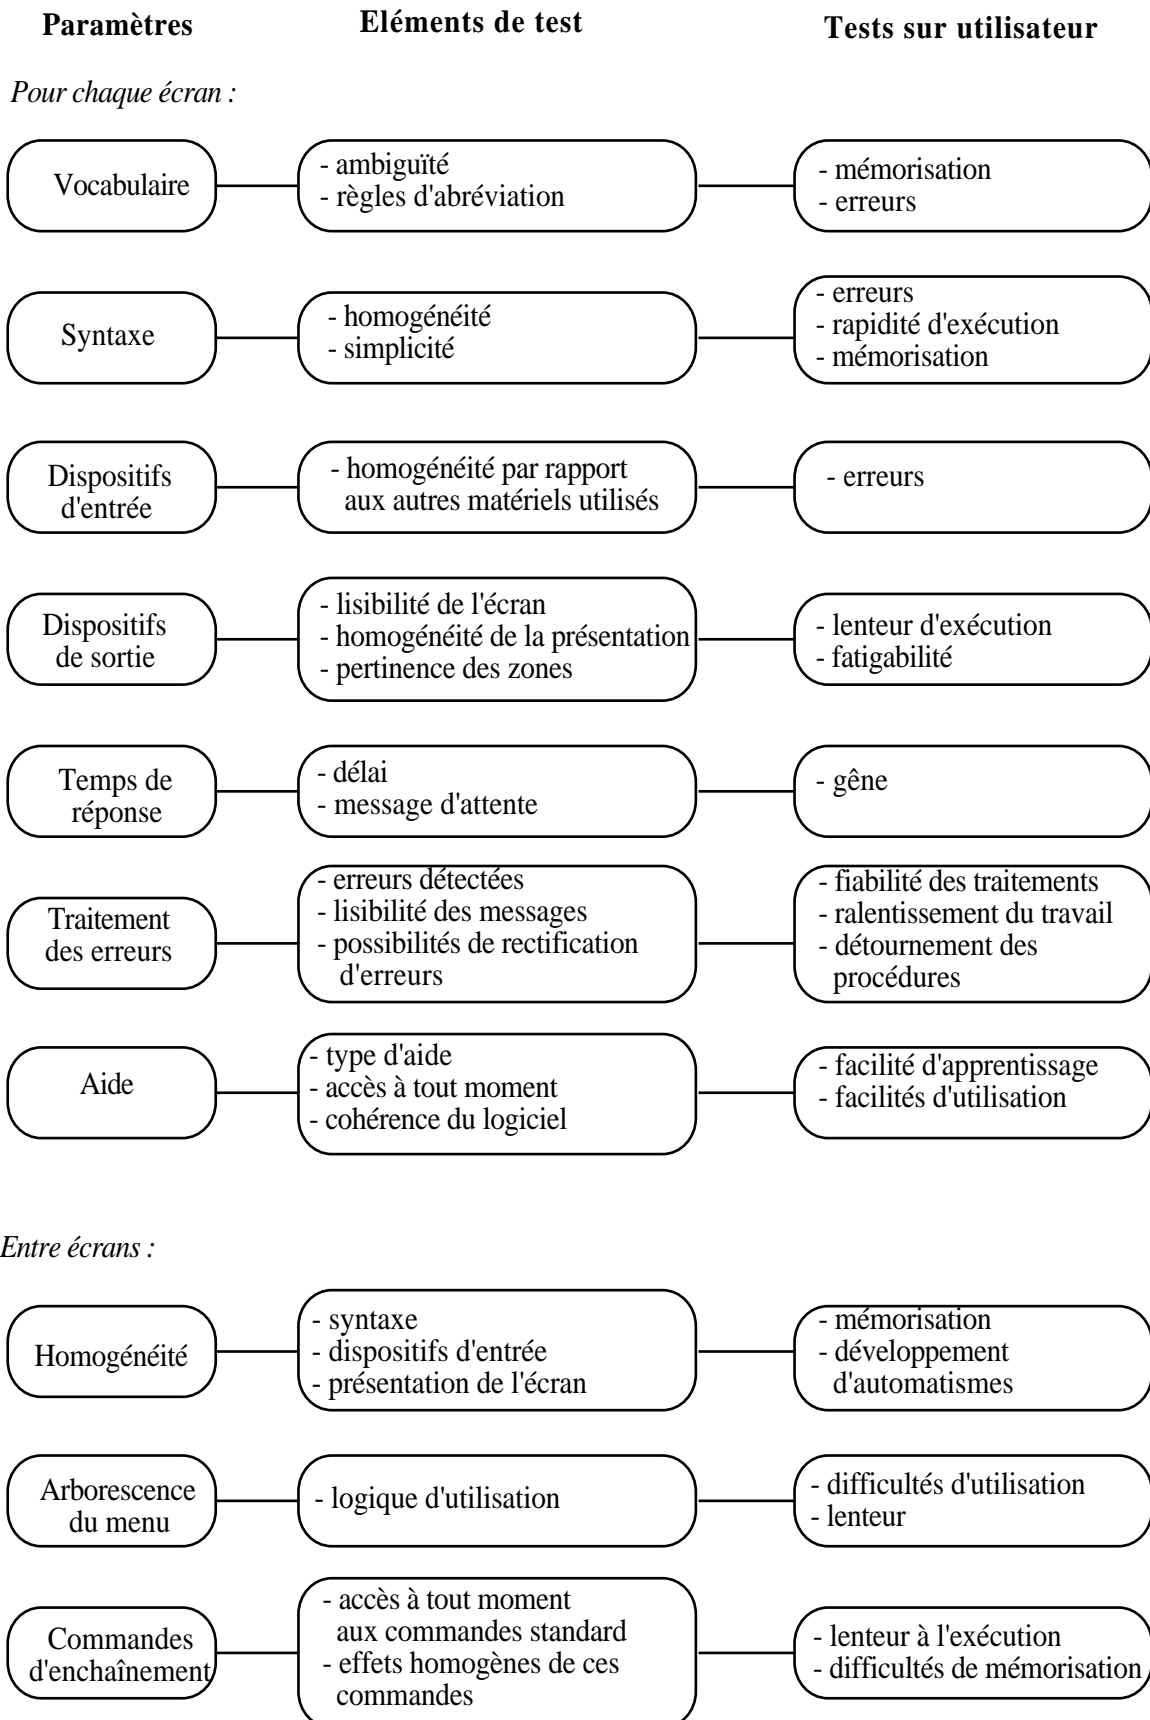 Paramètres
Eléments de test
Tests sur utilisateur
Pour chaque écran :
Vocabulaire
- ambiguïté
- règles d'abréviation
- mémorisation
- erreurs
Syntaxe
- homogénéité
- simplicité
- erreurs
- rapidité d'exécution
- mémorisation
Dispositifs
d'entrée
- homogénéité par rapport
aux autres matériels utilisés
- erreurs
Dispositifs
de sortie
- lisibilité de l'écran
- homogénéité de la présentation
- pertinence des zones
- lenteur d'exécution
- fatigabilité
Temps de
réponse
- délai
- message d'attente
- gêne
Traitement
des erreurs
- erreurs détectées
- lisibilité des messages
- possibilités de rectification
d'erreurs
- fiabilité des traitements
- ralentissement du travail
- détournement des
procédures
Aide
- type d'aide
- accès à tout moment
- cohérence du logiciel
- facilité d'apprentissage
- facilités d'utilisation
Entre écrans :
Homogénéité
- syntaxe
- dispositifs d'entrée
- présentation de l'écran
- mémorisation
- développement
d'automatismes
Arborescence
du menu
- logique d'utilisation
- difficultés d'utilisation
- lenteur
Commandes
d'enchaînement
- accès à tout moment
aux commandes standard
- effets homogènes de ces
commandes
- lenteur à l'exécution
- difficultés de mémorisation